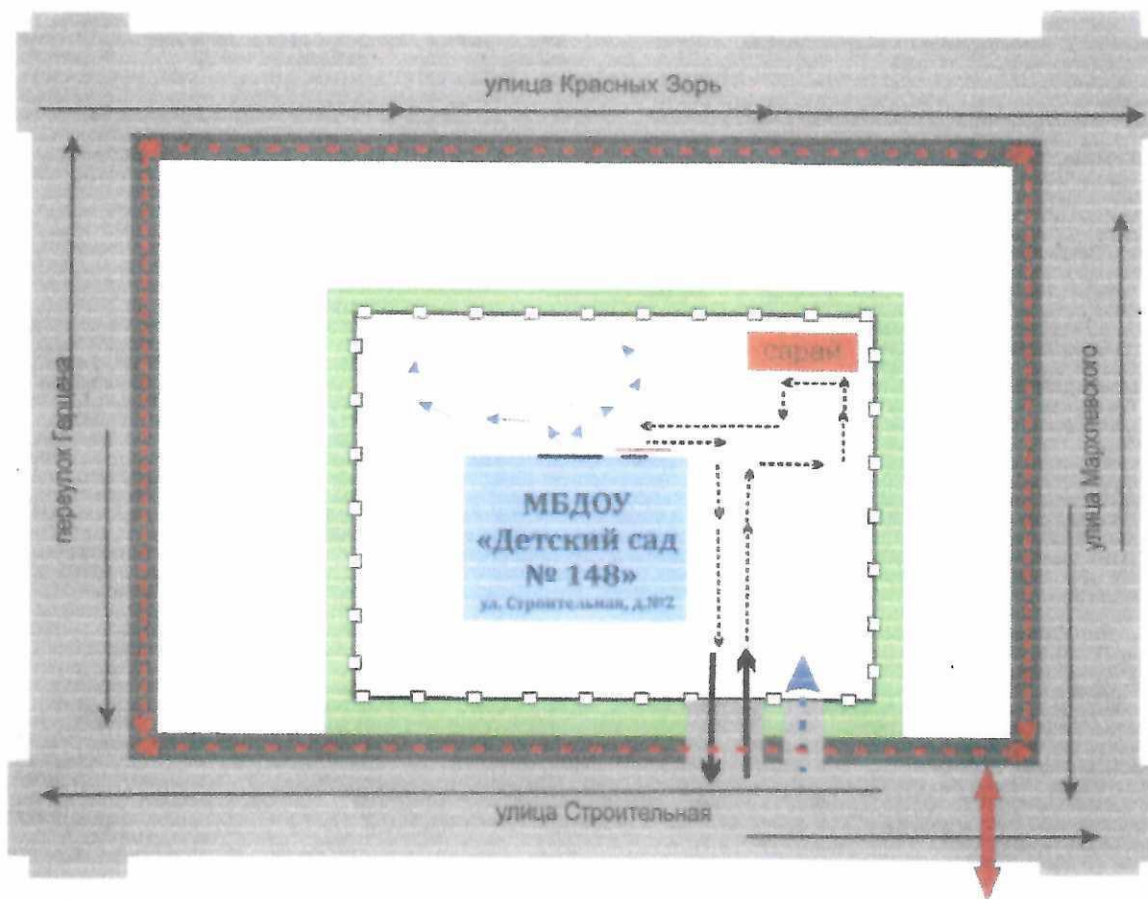 улица Красных Зорь
сарай
переулок Герцена
улица Мархлевского
МБДОУ
«Детский сад
№ 148»
ул. Строительная, д.№2
улица Строительная